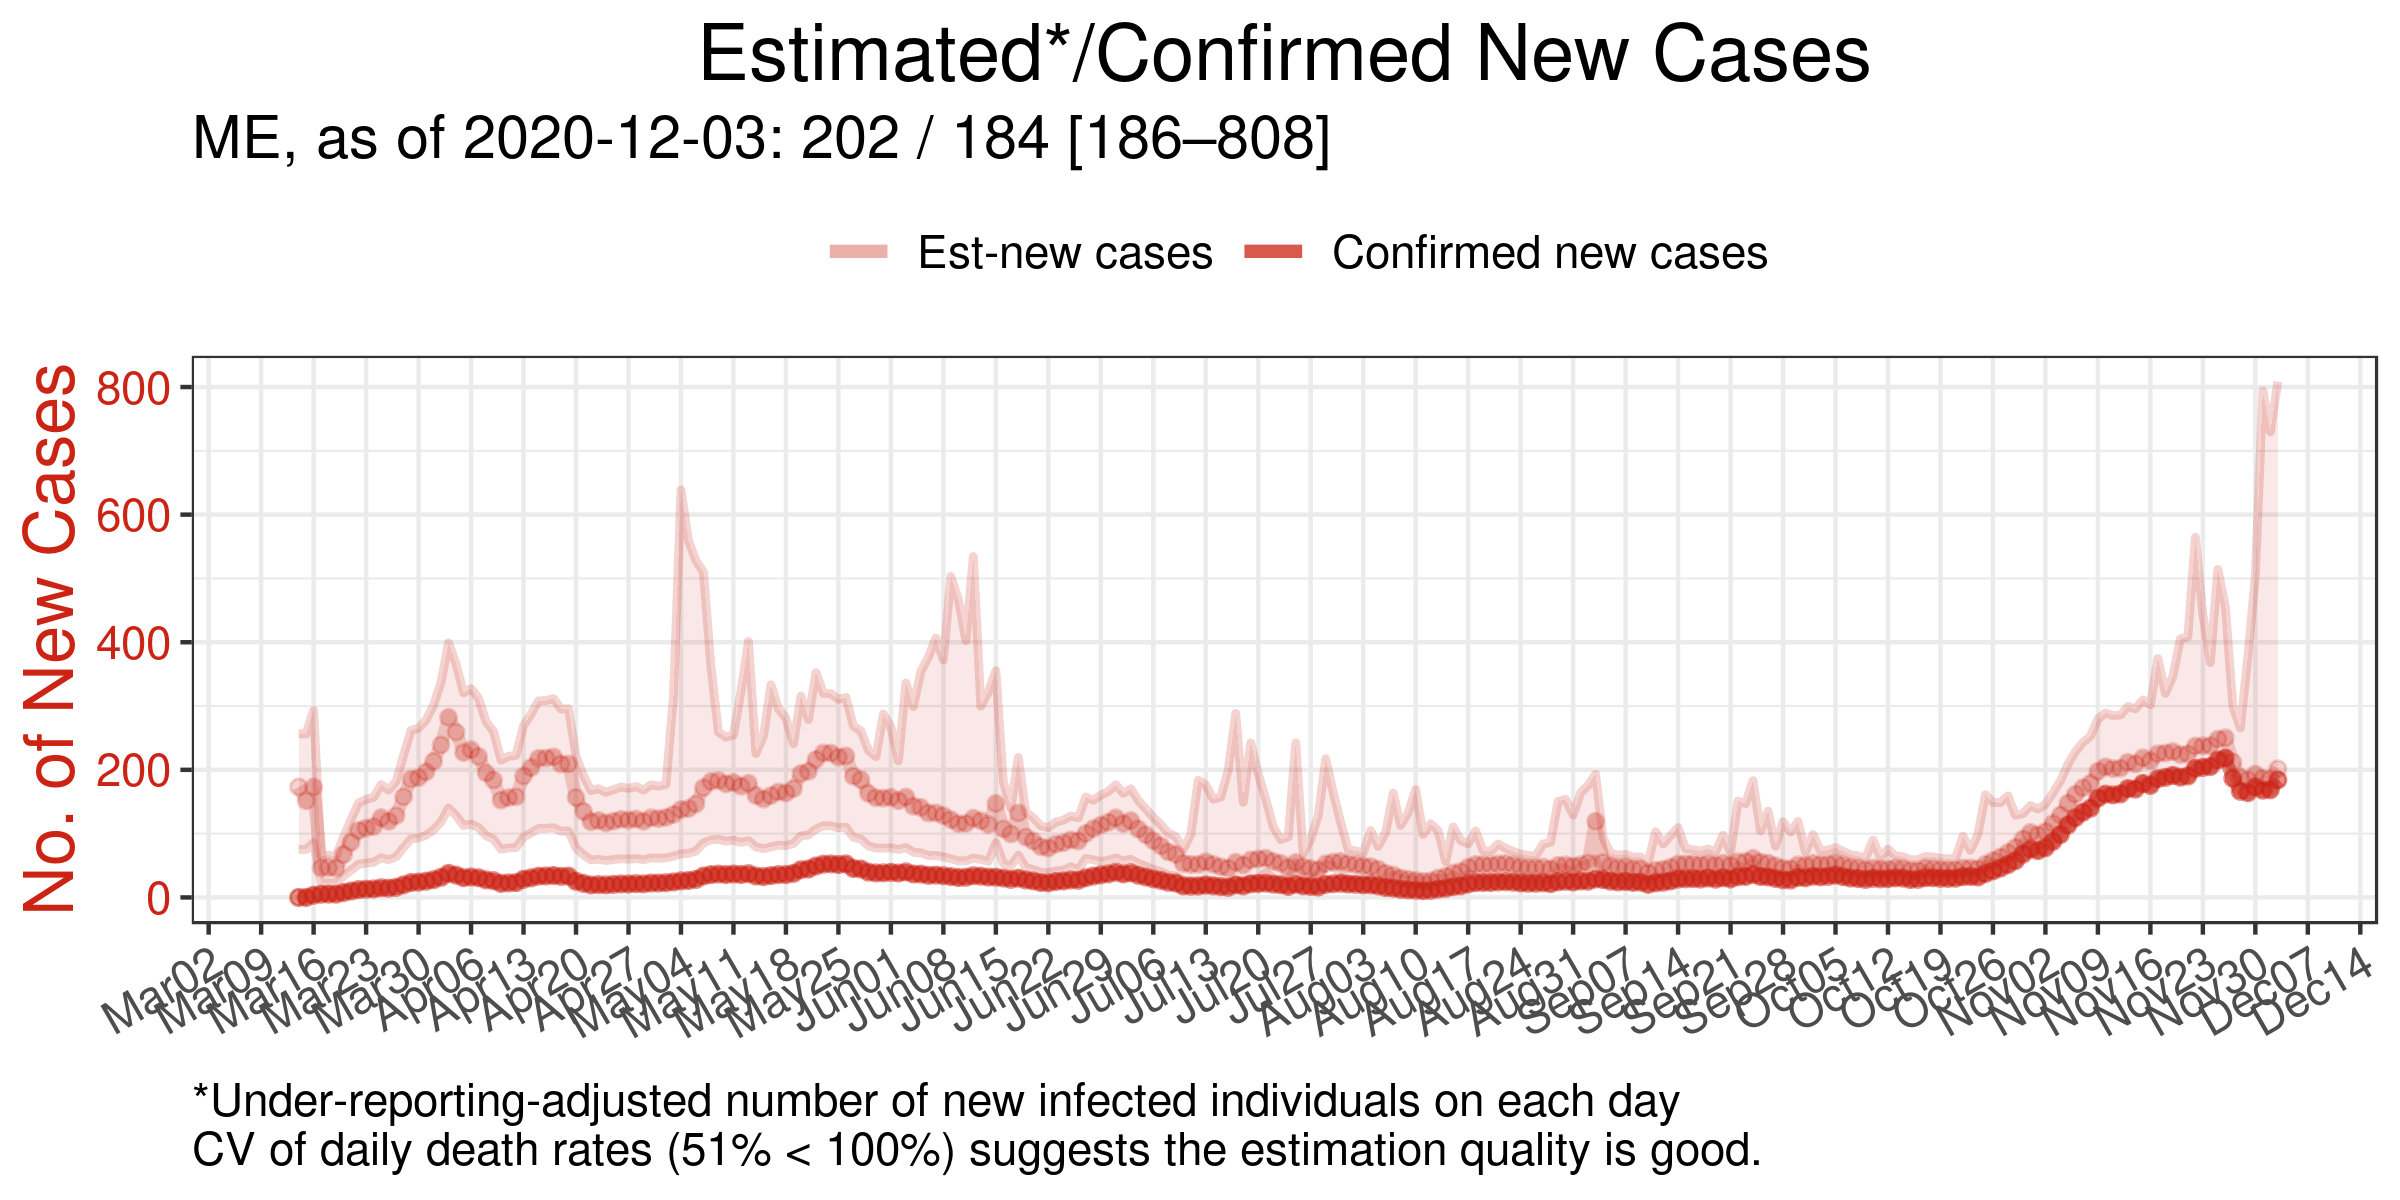 Estimated*/Confirmed New Cases
ME, as of 2020-12-03: 202 / 184 [186–808]
Est-new cases
Confirmed new cases
No. of New Cases
800
600
400
200
0
Mar02
Mar09
Mar16
Mar23
Mar30
Apr06
Apr13
Apr20
Apr27
May04
May11
May18
May25
Jun01
Jun08
Jun15
Jun22
Jun29
Jul06
Jul13
Jul20
Jul27
Aug03
Aug10
Aug17
Aug24
Aug31
Sep07
Sep14
Sep21
Sep28
Oct05
Oct12
Oct19
Oct26
Nov02
Nov09
Nov16
Nov23
Nov30
Dec07
Dec14
*Under-reporting-adjusted number of new infected individuals on each day
CV of daily death rates (51% < 100%) suggests the estimation quality is good.